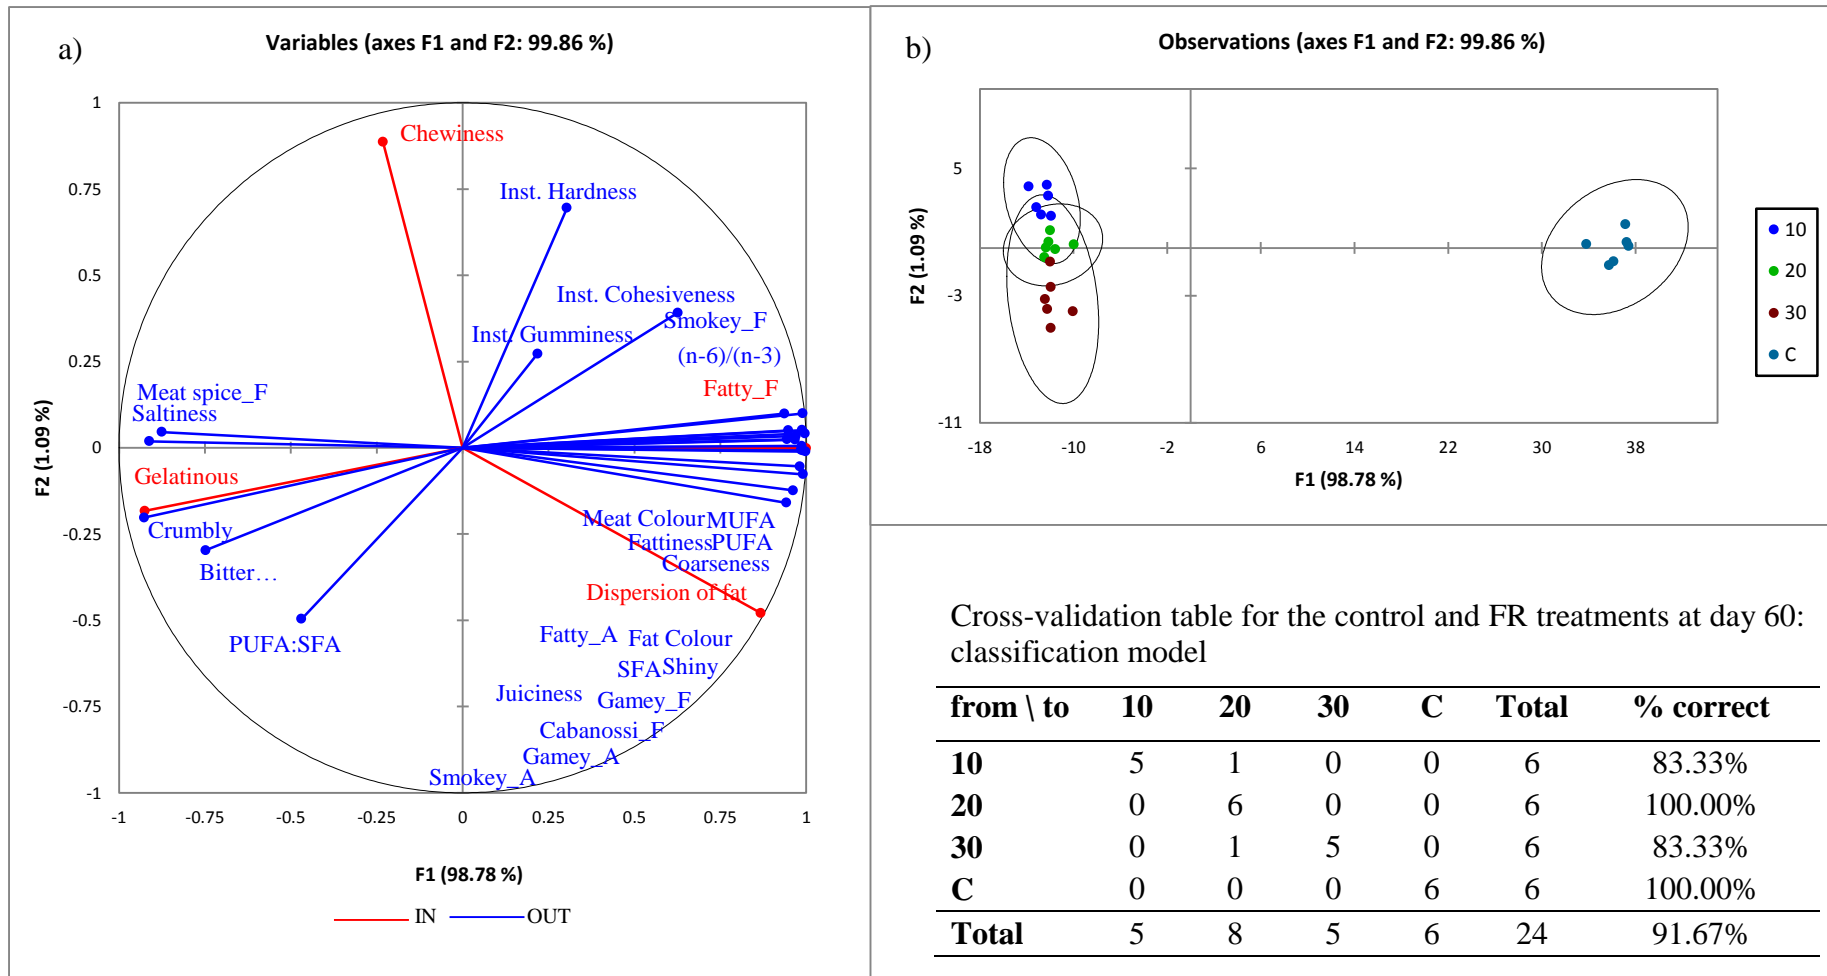 a)
Variables (axes F1 and F2: 99.86 %)
F2 (1.09 %)
1
0.75
0.5
0.25
0
-0.25
-0.5
-0.75
-1
Chewiness
Inst. Hardness
Inst. Cohesiveness
Smokey_F
Inst. Gumminess
(n-6)/(n-3)
Fatty_F
Meat spice_F
Saltiness
Gelatinous
Crumbly
Bitter…
PUFA:SFA
Meat Colour MUFA
Fattiness PUFA
Coarseness
Dispersion of fat
Fatty_A Fat Colour
SFA Shiny
Juiciness
Gamey_F
Cabanossi_F
Gamey_A
Smokey_A
-1 -0.75 -0.5 -0.25 0 0.25 0.5 0.75 1
F1 (98.78 %)
IN OUT
b)
Observations (axes F1 and F2: 99.86 %)
F2 (1.09 %)
5
-3
-11
-18 -10 -2 6 14 22 30 38
F1 (98.78 %)
10
20
30
C
Cross-validation table for the control and FR treatments at day 60:
classification model
from \ to 10 20 30 C Total % correct
10 5 1 0 0 6 83.33%
20 0 6 0 0 6 100.00%
30 0 1 5 0 6 83.33%
C 0 0 0 6 6 100.00%
Total 5 8 5 6 24 91.67%